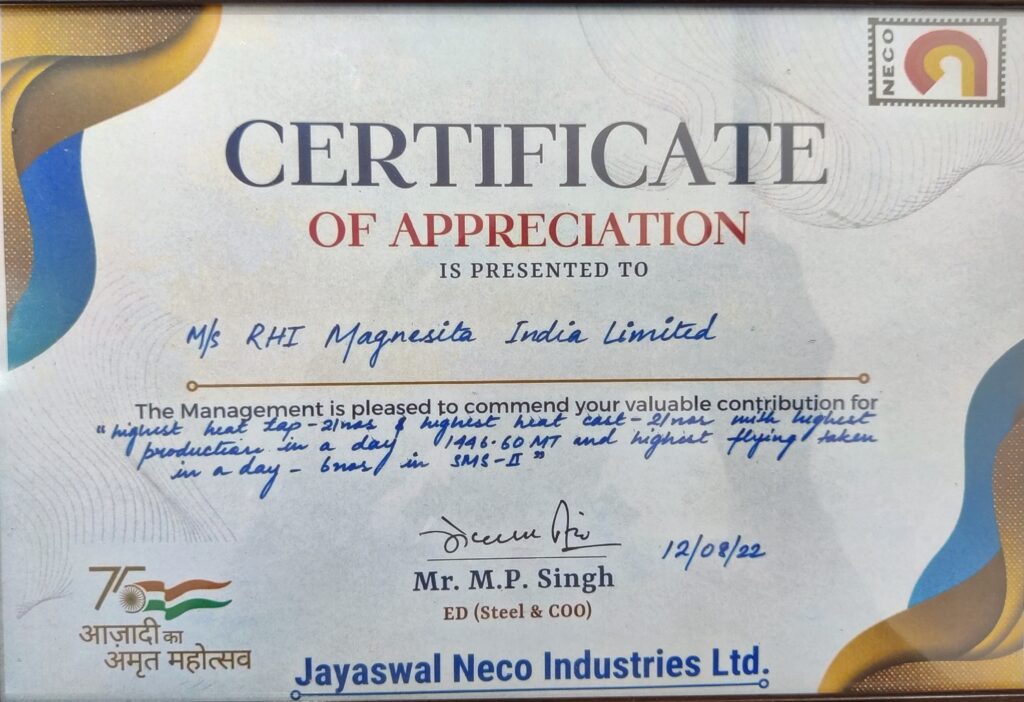 NECO
CERTIFICATE
OF APPRECIATION
IS PRESENTED TO
M/s RHI Magnesita India Limited
The Management is pleased to commend your valuable contribution for
"highest heat tap-21nos & highest heat cast-21nos with highest
production in a day 1446.60 MT and highest flying taken
in a day - 6nos in SMS-II"
12/08/22
Mr. M.P. Singh
ED (Steel & COO)
75
आज़ादी का
अमृत महोत्सव
Jayaswal Neco Industries Ltd.